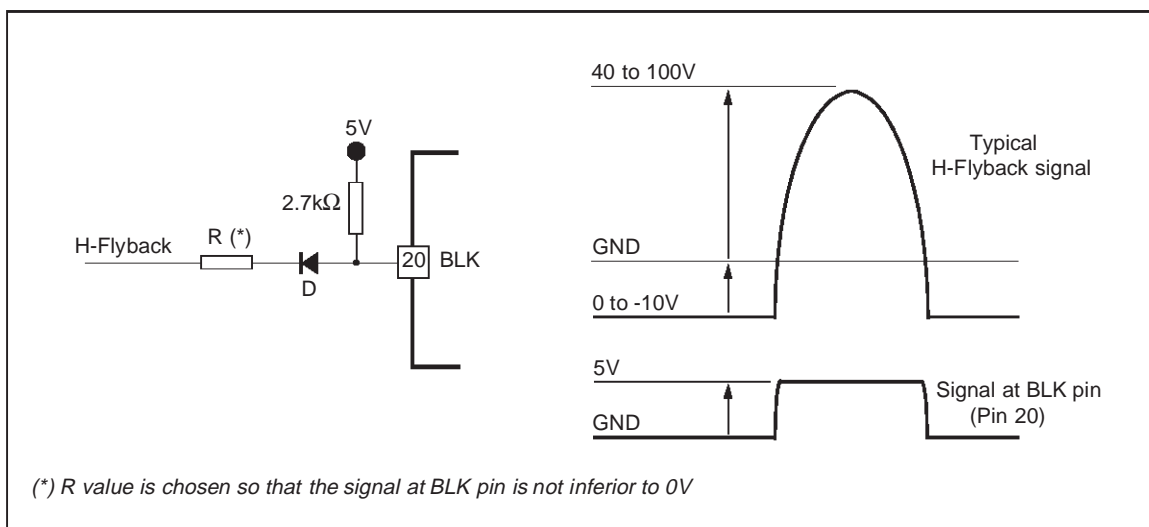 5V
2.7kΩ
H-Flyback
R (*)
D
20
BLK
40 to 100V
Typical
H-Flyback signal
GND
0 to -10V
5V
GND
Signal at BLK pin
(Pin 20)
(*) R value is chosen so that the signal at BLK pin is not inferior to 0V